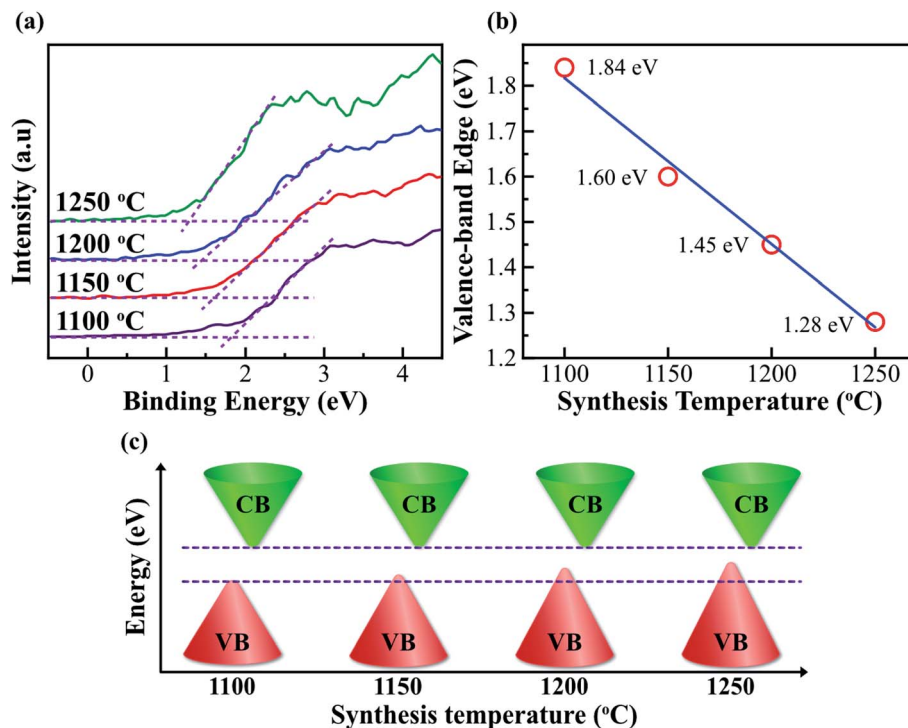 (a)
Intensity (a.u)
1250 °C
1200 °C
1150 °C
1100 °C
0 1 2 3 4
Binding Energy (eV)
(b)
Valence-band Edge (eV)
1.8
1.7
1.6
1.5
1.4
1.3
1.2
1.84 eV
1.60 eV
1.45 eV
1.28 eV
1100 1150 1200 1250
Synthesis Temperature (°C)
(c)
Energy (eV)
CB CB CB CB
VB VB VB VB
1100 1150 1200 1250
Synthesis temperature (°C)